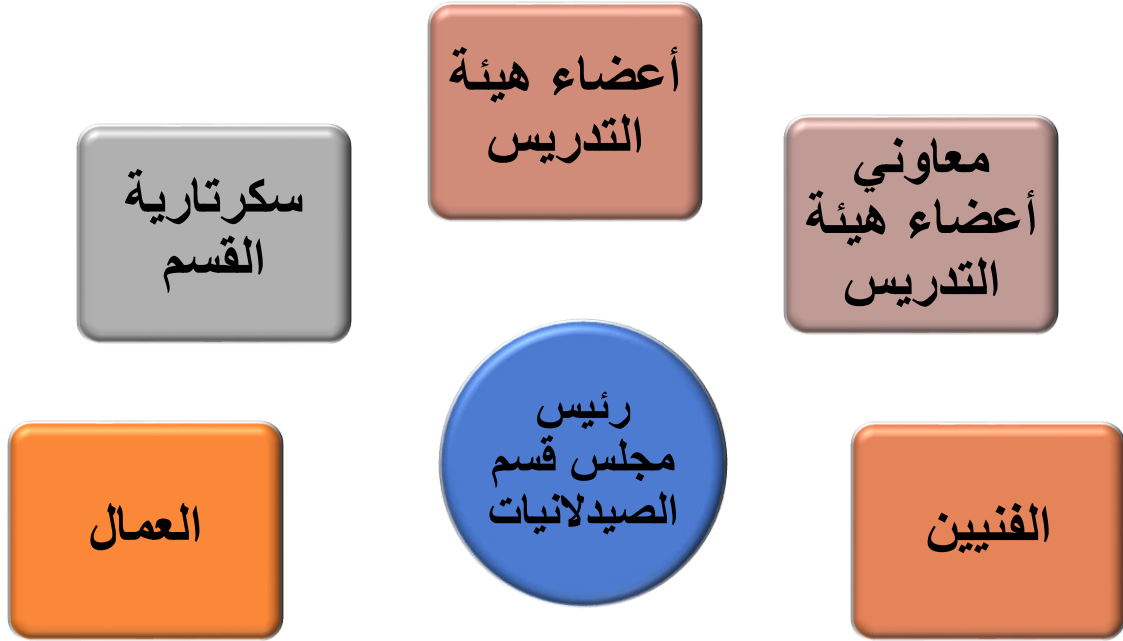 أعضاء هيئة
التدريس
معاوني
أعضاء هيئة
التدريس
سكرتارية
القسم
رئيس
مجلس قسم
الصيدلانيات
الفنيين
العمال